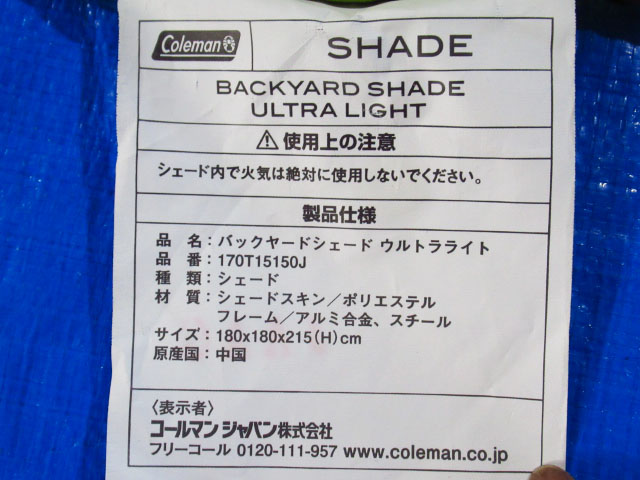 Coleman
SHADE
BACKYARD SHADE
ULTRA LIGHT
⚠使用上の注意
シェード内で火気は絶対に使用しないでください。
製品仕様
品 名：バックヤードシェード ウルトラライト
品 番：170T15150J
種 類：シェード
材 質：シェードスキン／ポリエステル
フレーム／アルミ合金、スチール
サイズ：180x180x215(H)cm
原産国：中国
〈表示者〉
コールマン ジャパン株式会社
フリーコール 0120-111-957 www.coleman.co.jp